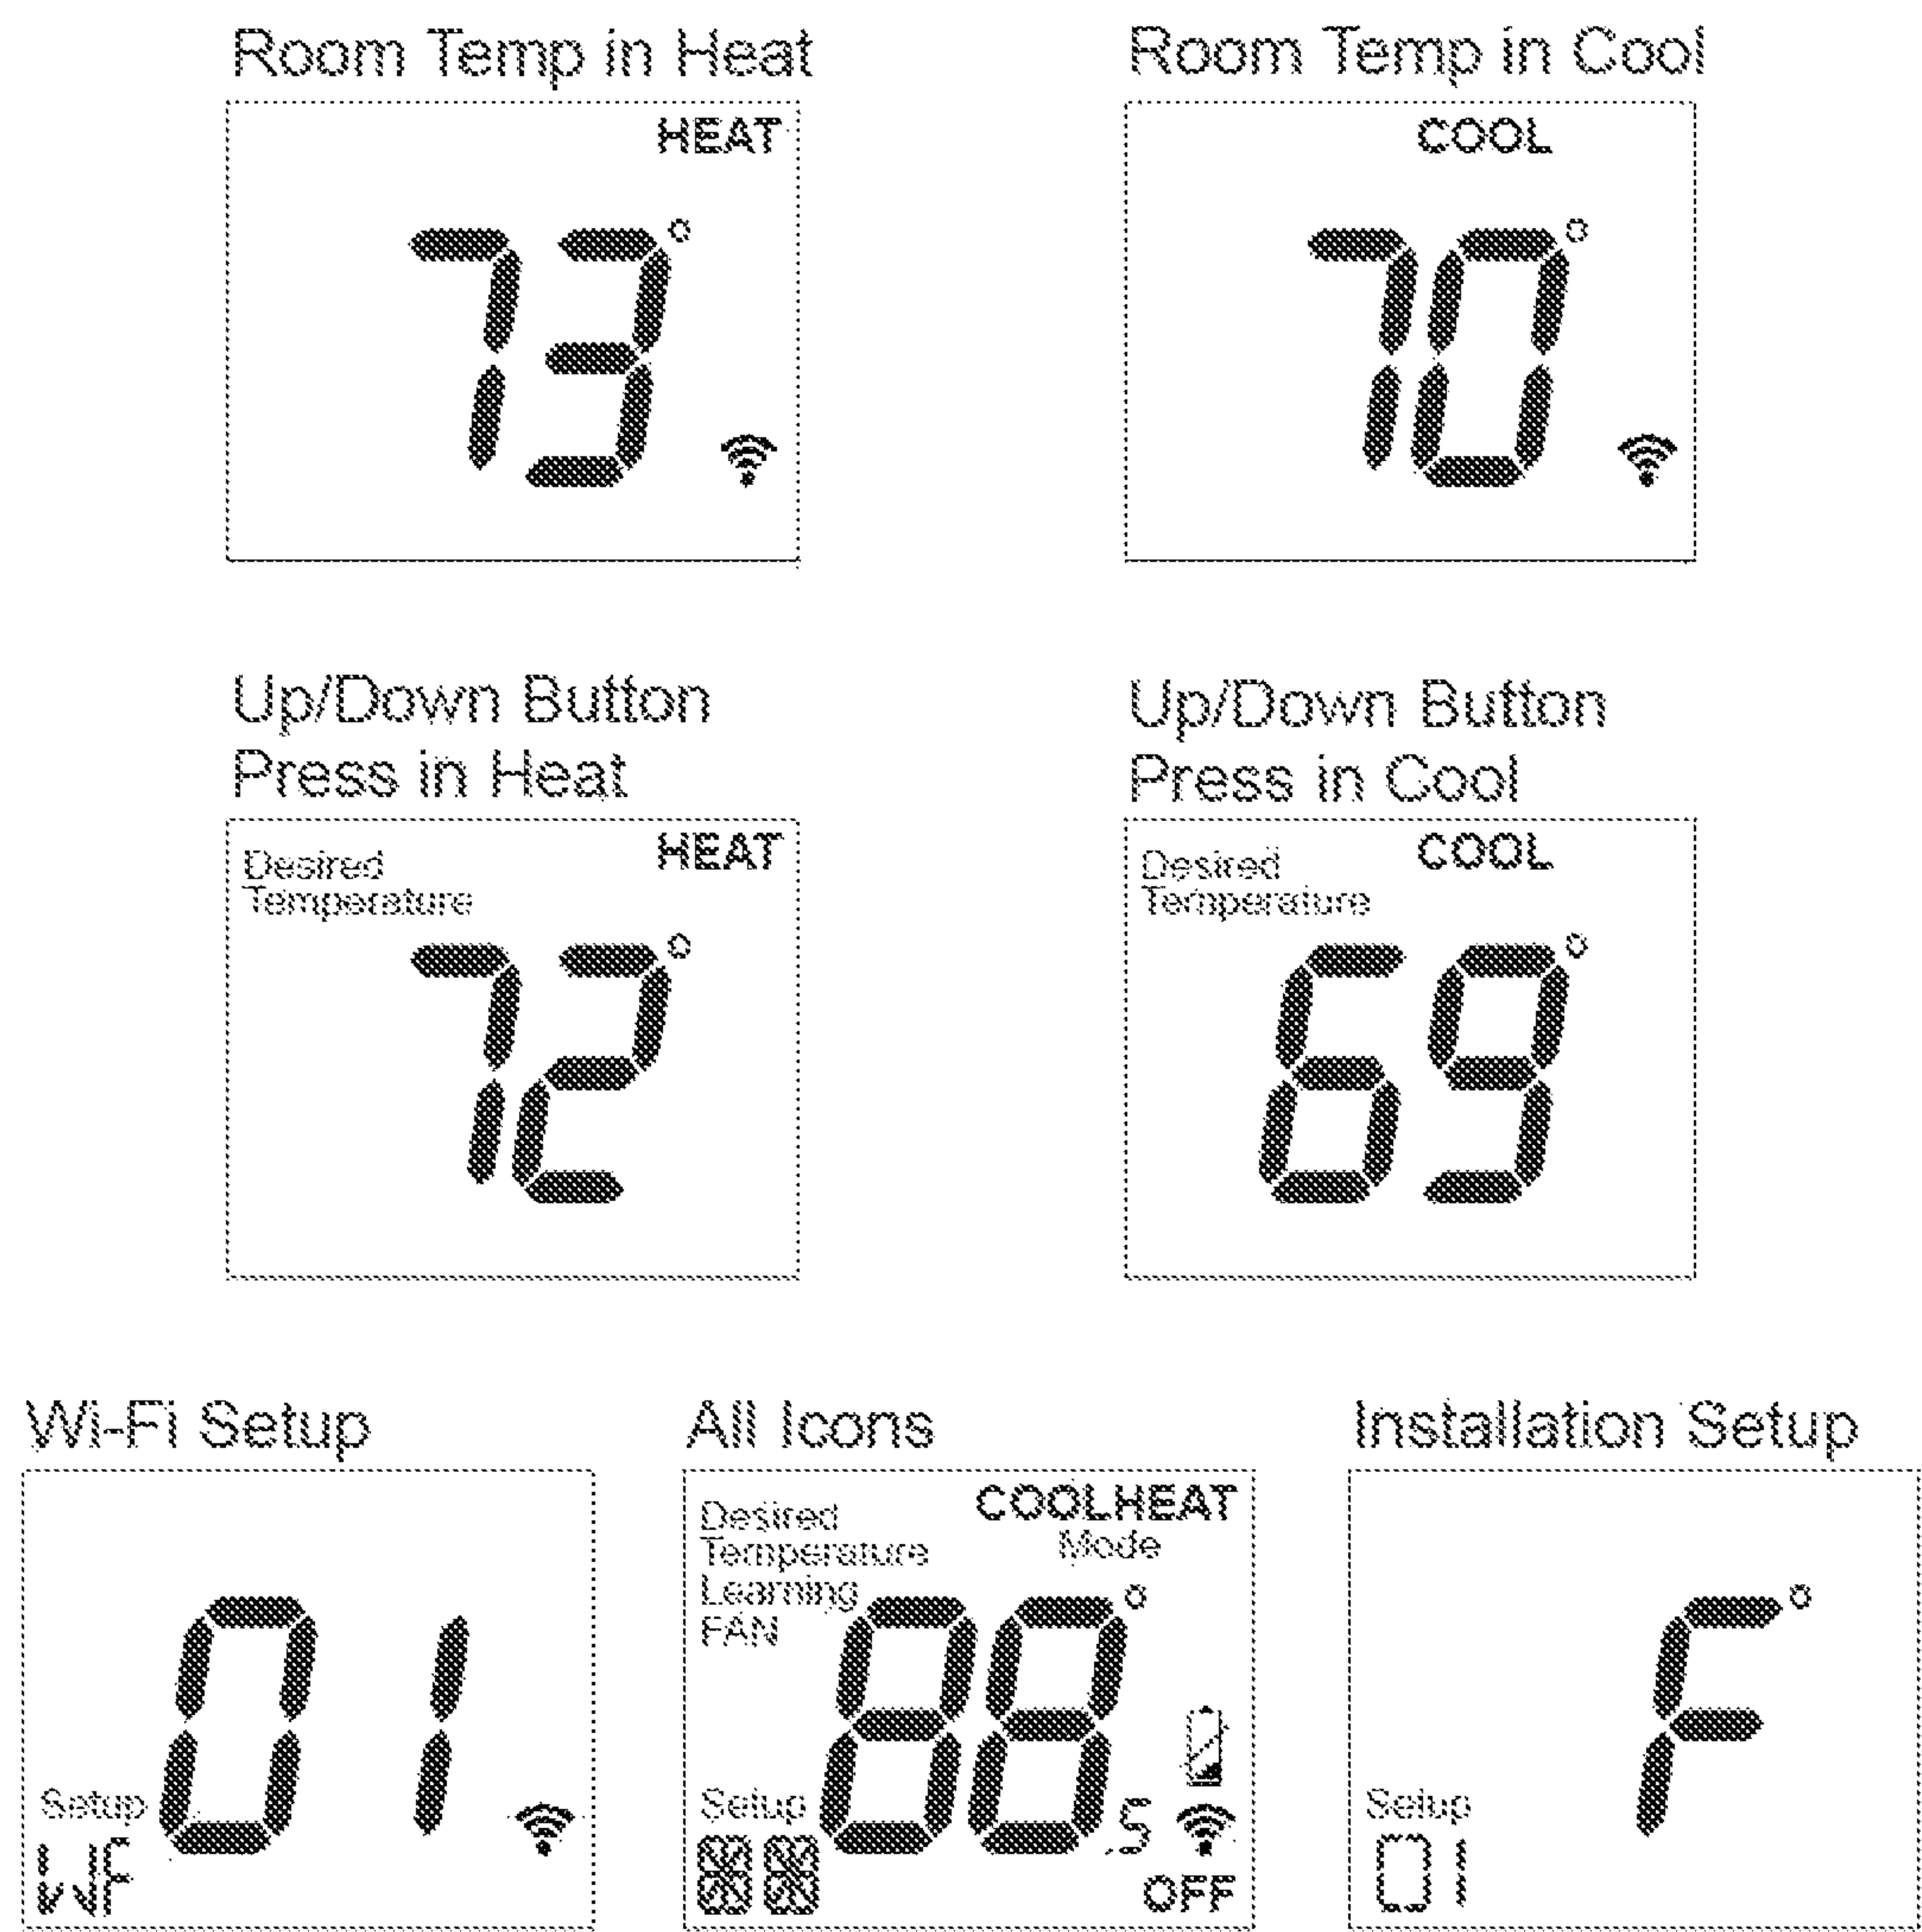 Room Temp in Heat
HEAT
73°
Room Temp in Cool
COOL
70°
Up/Down Button
Press in Heat
Desired
Temperature
HEAT
72°
Up/Down Button
Press in Cool
Desired
Temperature
COOL
69°
Wi-Fi Setup
01
Setup
WF
All Icons
COOLHEAT
Mode
Desired
Temperature
Learning
FAN
88°
.5
Setup
OFF
Installation Setup
F°
Setup
01